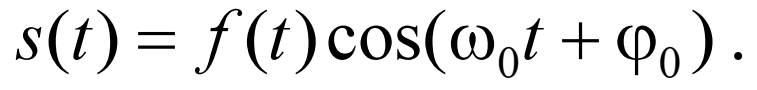 s(t) = f(t)cos(ω₀t + φ₀) .